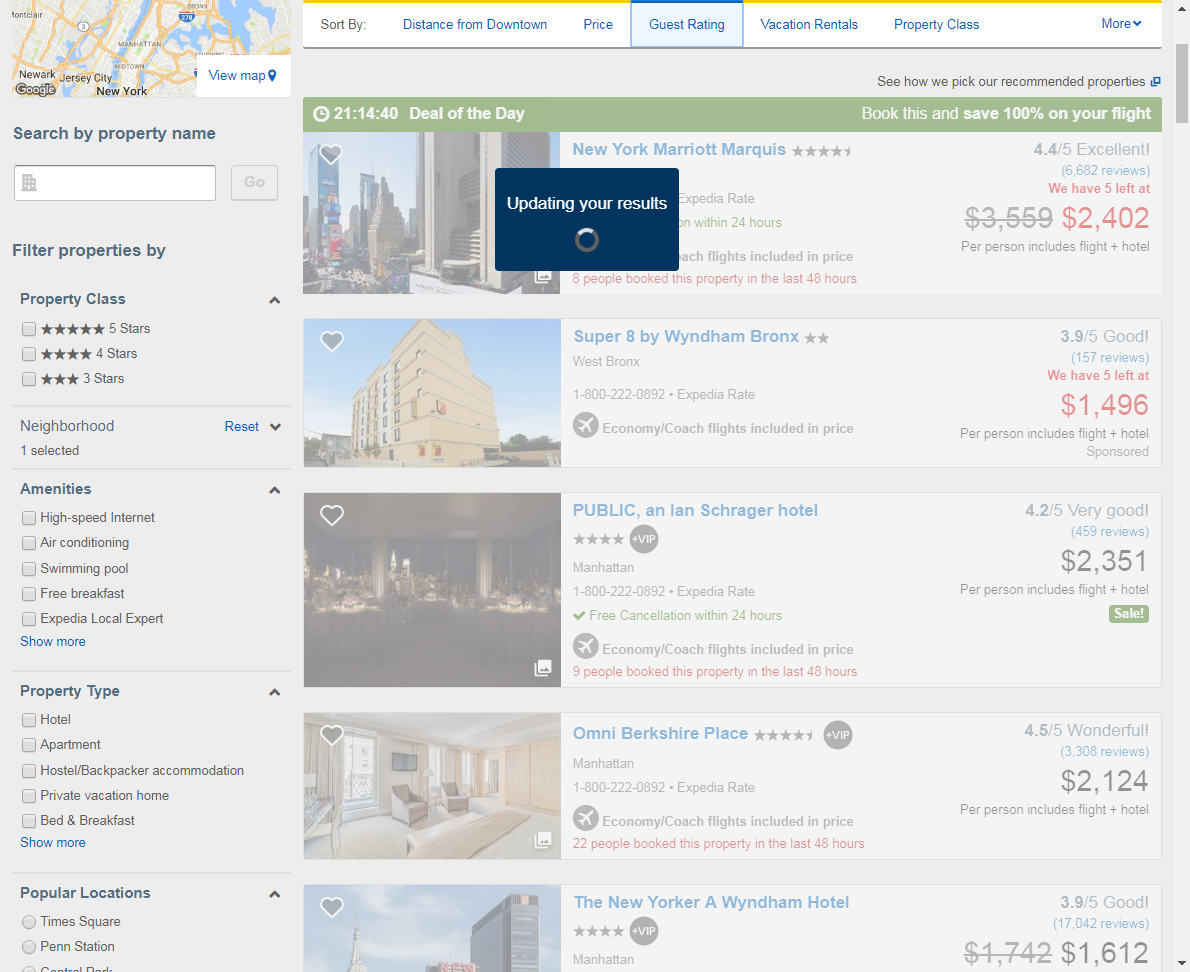 Montclair
BRONX
278
3
MANHATTAN
MIDTOWN
Newark
Jersey City
New York
Google
View map
Search by property name
Go
Filter properties by
Property Class
5 Stars
4 Stars
3 Stars
Neighborhood
Reset
1 selected
Amenities
High-speed Internet
Air conditioning
Swimming pool
Free breakfast
Expedia Local Expert
Show more
Property Type
Hotel
Apartment
Hostel/Backpacker accommodation
Private vacation home
Bed & Breakfast
Show more
Popular Locations
Times Square
Penn Station
Central Park
Sort By: Distance from Downtown Price Guest Rating Vacation Rentals Property Class More
See how we pick our recommended properties
21:14:40 Deal of the Day Book this and save 100% on your flight
Updating your results
New York Marriott Marquis
Expedia Rate
on within 24 hours
Coach flights included in price
8 people booked this property in the last 48 hours
4.4/5 Excellent!
(6,682 reviews)
We have 5 left at
$3,559 $2,402
Per person includes flight + hotel
Super 8 by Wyndham Bronx
West Bronx
1-800-222-0892 • Expedia Rate
Economy/Coach flights included in price
3.9/5 Good!
(157 reviews)
We have 5 left at
$1,496
Per person includes flight + hotel
Sponsored
PUBLIC, an Ian Schrager hotel
+VIP
Manhattan
1-800-222-0892 • Expedia Rate
Free Cancellation within 24 hours
Economy/Coach flights included in price
9 people booked this property in the last 48 hours
4.2/5 Very good!
(459 reviews)
$2,351
Per person includes flight + hotel
Sale!
Omni Berkshire Place
+VIP
Manhattan
1-800-222-0892 • Expedia Rate
Economy/Coach flights included in price
22 people booked this property in the last 48 hours
4.5/5 Wonderful!
(3,308 reviews)
$2,124
Per person includes flight + hotel
The New Yorker A Wyndham Hotel
+VIP
Manhattan
3.9/5 Good!
(17,042 reviews)
$1,742 $1,612